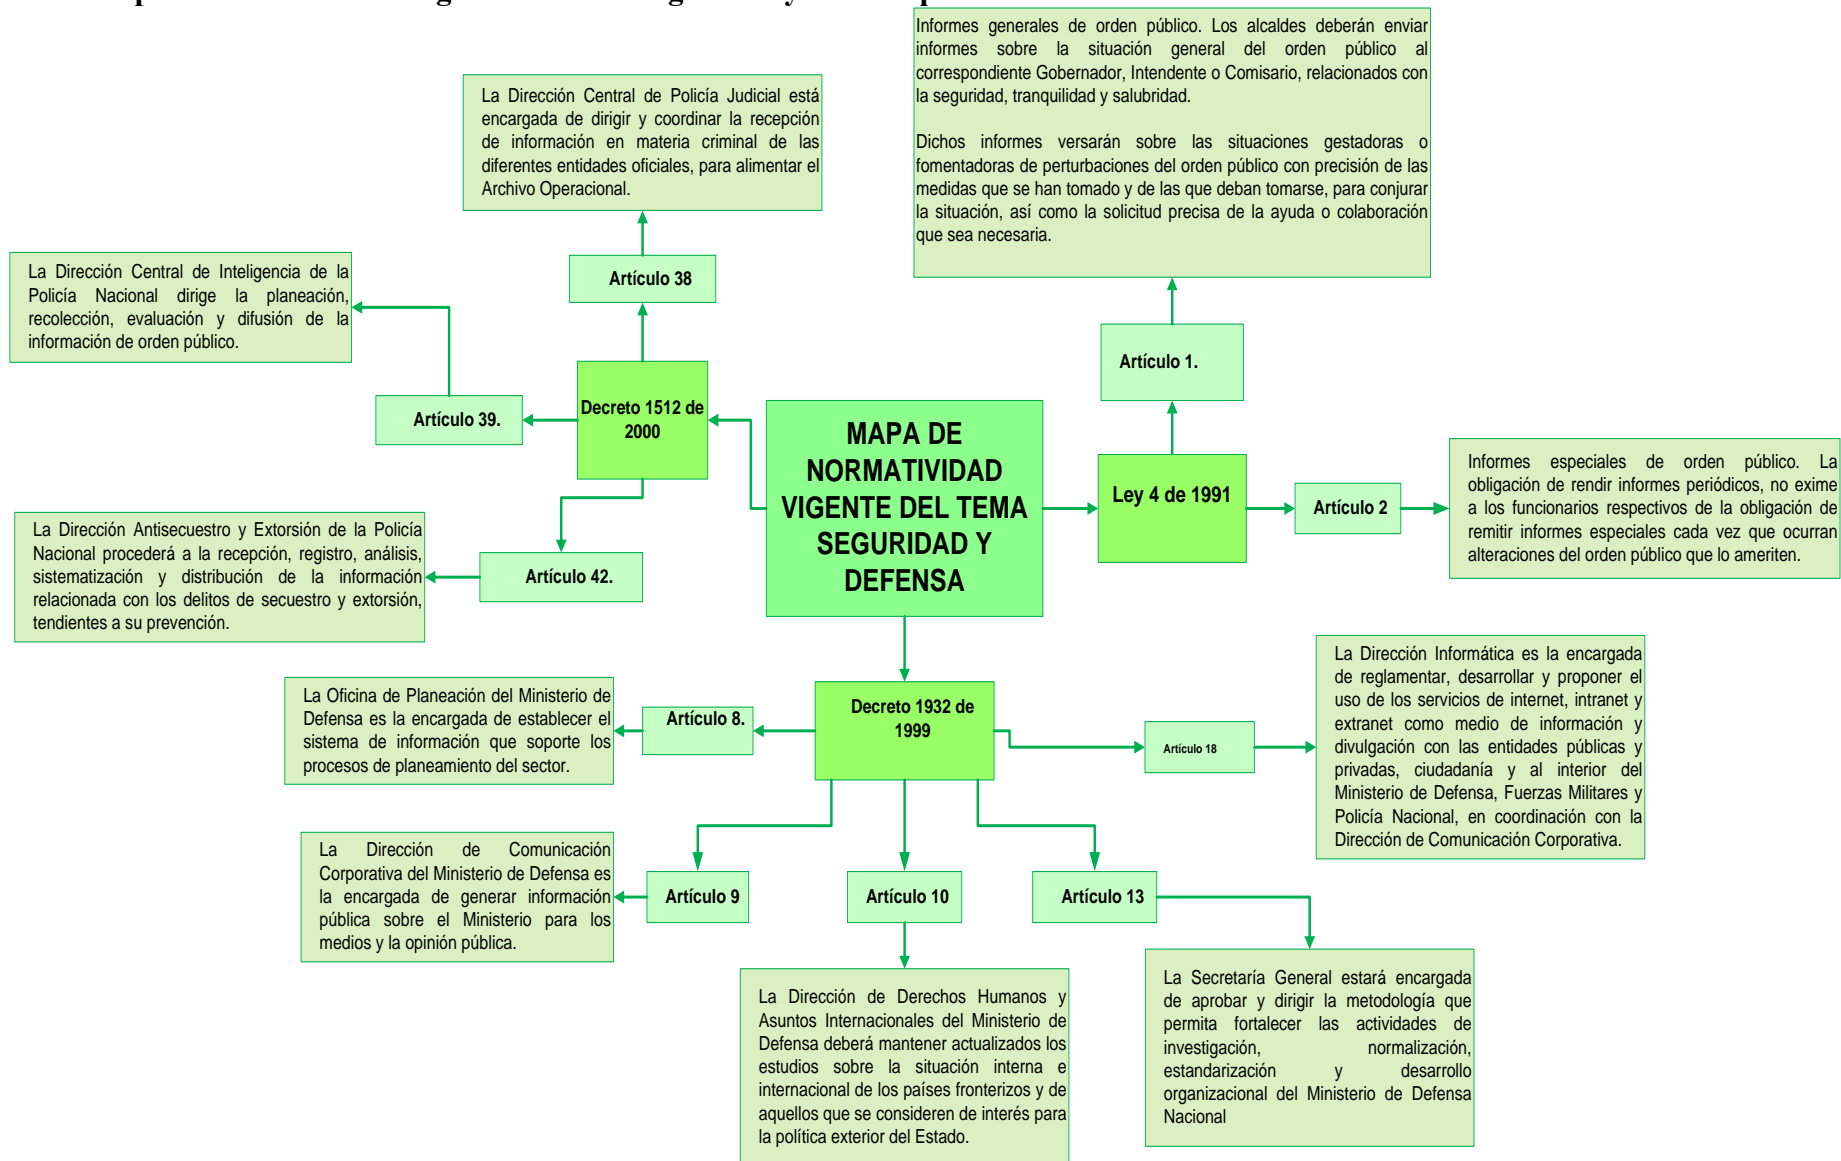 Informes generales de orden público. Los alcaldes deberán enviar
informes sobre la situación general del orden público al
correspondiente Gobernador, Intendente o Comisario, relacionados con
la seguridad, tranquilidad y salubridad.
Dichos informes versarán sobre las situaciones gestadoras o
fomentadoras de perturbaciones del orden público con precisión de las
medidas que se han tomado y de las que deban tomarse, para conjurar
la situación, así como la solicitud precisa de la ayuda o colaboración
que sea necesaria.
La Dirección Central de Policía Judicial está
encargada de dirigir y coordinar la recepción
de información en materia criminal de las
diferentes entidades oficiales, para alimentar el
Archivo Operacional.
Artículo 38
La Dirección Central de Inteligencia de la
Policía Nacional dirige la planeación,
recolección, evaluación y difusión de la
información de orden público.
Artículo 39.
Decreto 1512 de
2000
Artículo 1.
MAPA DE
NORMATIVIDAD
VIGENTE DEL TEMA
SEGURIDAD Y
DEFENSA
Ley 4 de 1991
Artículo 2
Informes especiales de orden público. La
obligación de rendir informes periódicos, no exime
a los funcionarios respectivos de la obligación de
remitir informes especiales cada vez que ocurran
alteraciones del orden público que lo ameriten.
La Dirección Antisecuestro y Extorsión de la Policía
Nacional procederá a la recepción, registro, análisis,
sistematización y distribución de la información
relacionada con los delitos de secuestro y extorsión,
tendientes a su prevención.
Artículo 42.
La Oficina de Planeación del Ministerio de
Defensa es la encargada de establecer el
sistema de información que soporte los
procesos de planeamiento del sector.
Artículo 8.
Decreto 1932 de
1999
Artículo 18
La Dirección Informática es la encargada
de reglamentar, desarrollar y proponer el
uso de los servicios de internet, intranet y
extranet como medio de información y
divulgación con las entidades públicas y
privadas, ciudadanía y al interior del
Ministerio de Defensa, Fuerzas Militares y
Policía Nacional, en coordinación con la
Dirección de Comunicación Corporativa.
La Dirección de Comunicación
Corporativa del Ministerio de Defensa es
la encargada de generar información
pública sobre el Ministerio para los
medios y la opinión pública.
Artículo 9
Artículo 10
Artículo 13
La Dirección de Derechos Humanos y
Asuntos Internacionales del Ministerio de
Defensa deberá mantener actualizados los
estudios sobre la situación interna e
internacional de los países fronterizos y de
aquellos que se consideren de interés para
la política exterior del Estado.
La Secretaría General estará encargada
de aprobar y dirigir la metodología que
permita fortalecer las actividades de
investigación, normalización,
estandarización y desarrollo
organizacional del Ministerio de Defensa
Nacional